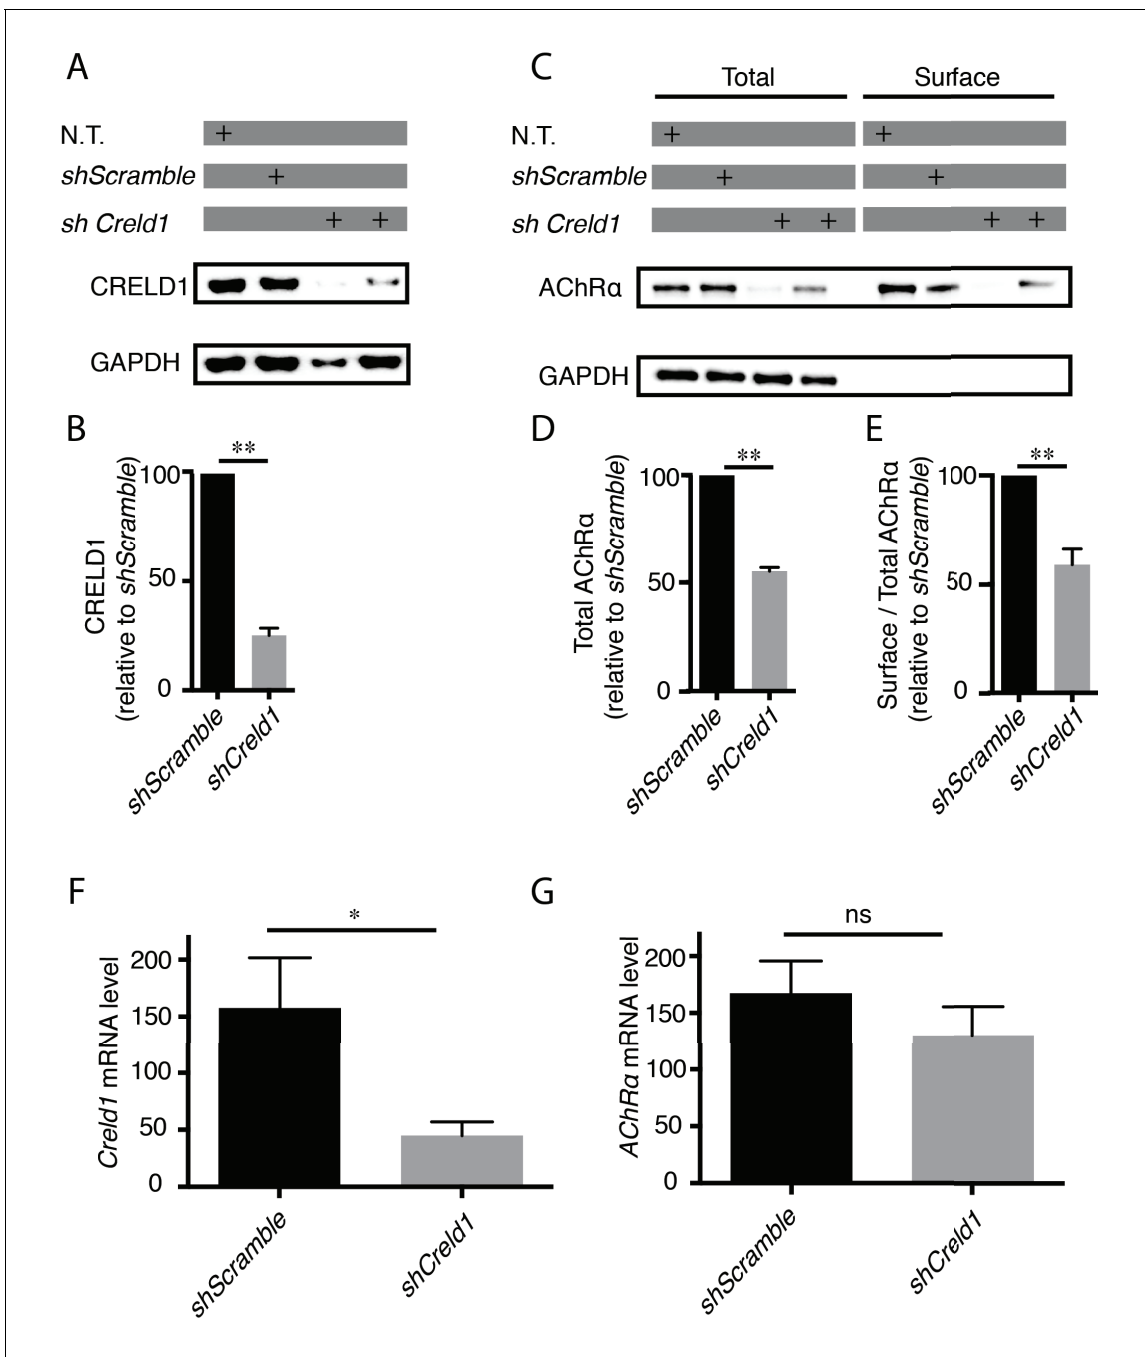 A
N.T. +
shScramble +
sh Creld1 + +
CRELD1
GAPDH
C
Total Surface
N.T. + +
shScramble + +
sh Creld1 + + + +
AChRα
GAPDH
B
**
CRELD1
(relative to shScramble)
100
50
0
shScramble
shCreld1
D
**
Total AChRα
(relative to shScramble)
100
50
0
shScramble
shCreld1
E
**
Surface / Total AChRα
(relative to shScramble)
100
50
0
shScramble
shCreld1
F
*
Creld1 mRNA level
200
150
100
50
0
shScramble
shCreld1
G
ns
AChRα mRNA level
200
150
100
50
0
shScramble
shCreld1